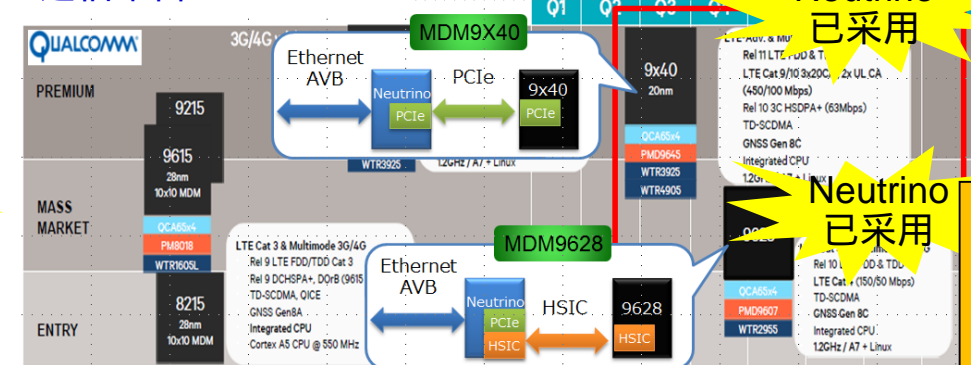 Q1
Q2
Q3
QUALCOMM
3G/4G
MDM9X40
Ethernet
AVB
PCIe
Neutrino
PCIe
9x40
PCIe
Neutrino
已采用
PREMIUM
9215
9615
28nm
10x10 MDM
QCA65x4
PM8018
WTR1605L
WTR3925
1.2GHz / A7 + Linux
9x40
20nm
QCA65x4
PMD9645
WTR3925
WTR4905
Rel 11 LTE FDD & T
LTE Cat 9/10 3x20CA, 2x UL CA
(450/100 Mbps)
Rel 10 3C HSDPA+ (63Mbps)
TD-SCDMA
GNSS Gen 8C
Integrated CPU
MASS
MARKET
Neutrino
已采用
LTE Cat 3 & Multimode 3G/4G
Rel 9 LTE FDD/TDD Cat 3
Rel 9 DCHSPA+, DOrB (9615
TD-SCDMA, QICE
GNSS Gen8A
Integrated CPU
Cortex A5 CPU @ 550 MHz
MDM9628
Ethernet
AVB
HSIC
Neutrino
PCIe
HSIC
9628
HSIC
QCA65x4
PMD9607
WTR2955
LTE Cat 4 (150/50 Mbps)
TD-SCDMA
GNSS Gen 8C
Integrated CPU
1.2GHz / A7 + Linux
ENTRY
8215
28nm
10x10 MDM